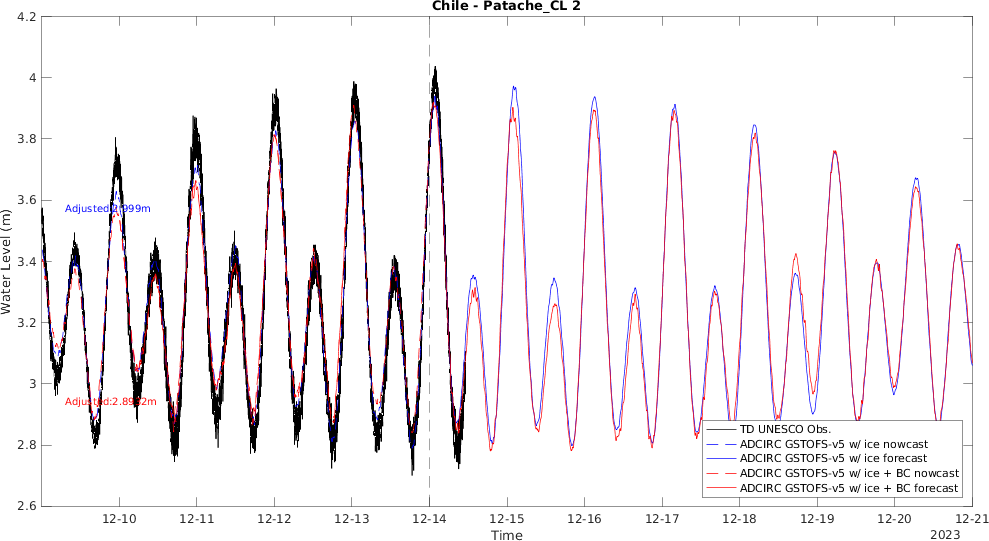 Chile - Patache_CL 2
4.2
4
3.8
3.6
3.4
3.2
3
2.8
2.6
Water Level (m)
Adjusted:2.999m
TD UNESCO Obs.
ADCIRC GSTOFS-v5 w/ ice nowcast
ADCIRC GSTOFS-v5 w/ ice forecast
ADCIRC GSTOFS-v5 w/ ice + BC nowcast
ADCIRC GSTOFS-v5 w/ ice + BC forecast
12-10 12-11 12-12 12-13 12-14 12-15 12-16 12-17 12-18 12-19 12-20 12-21
Time
2023